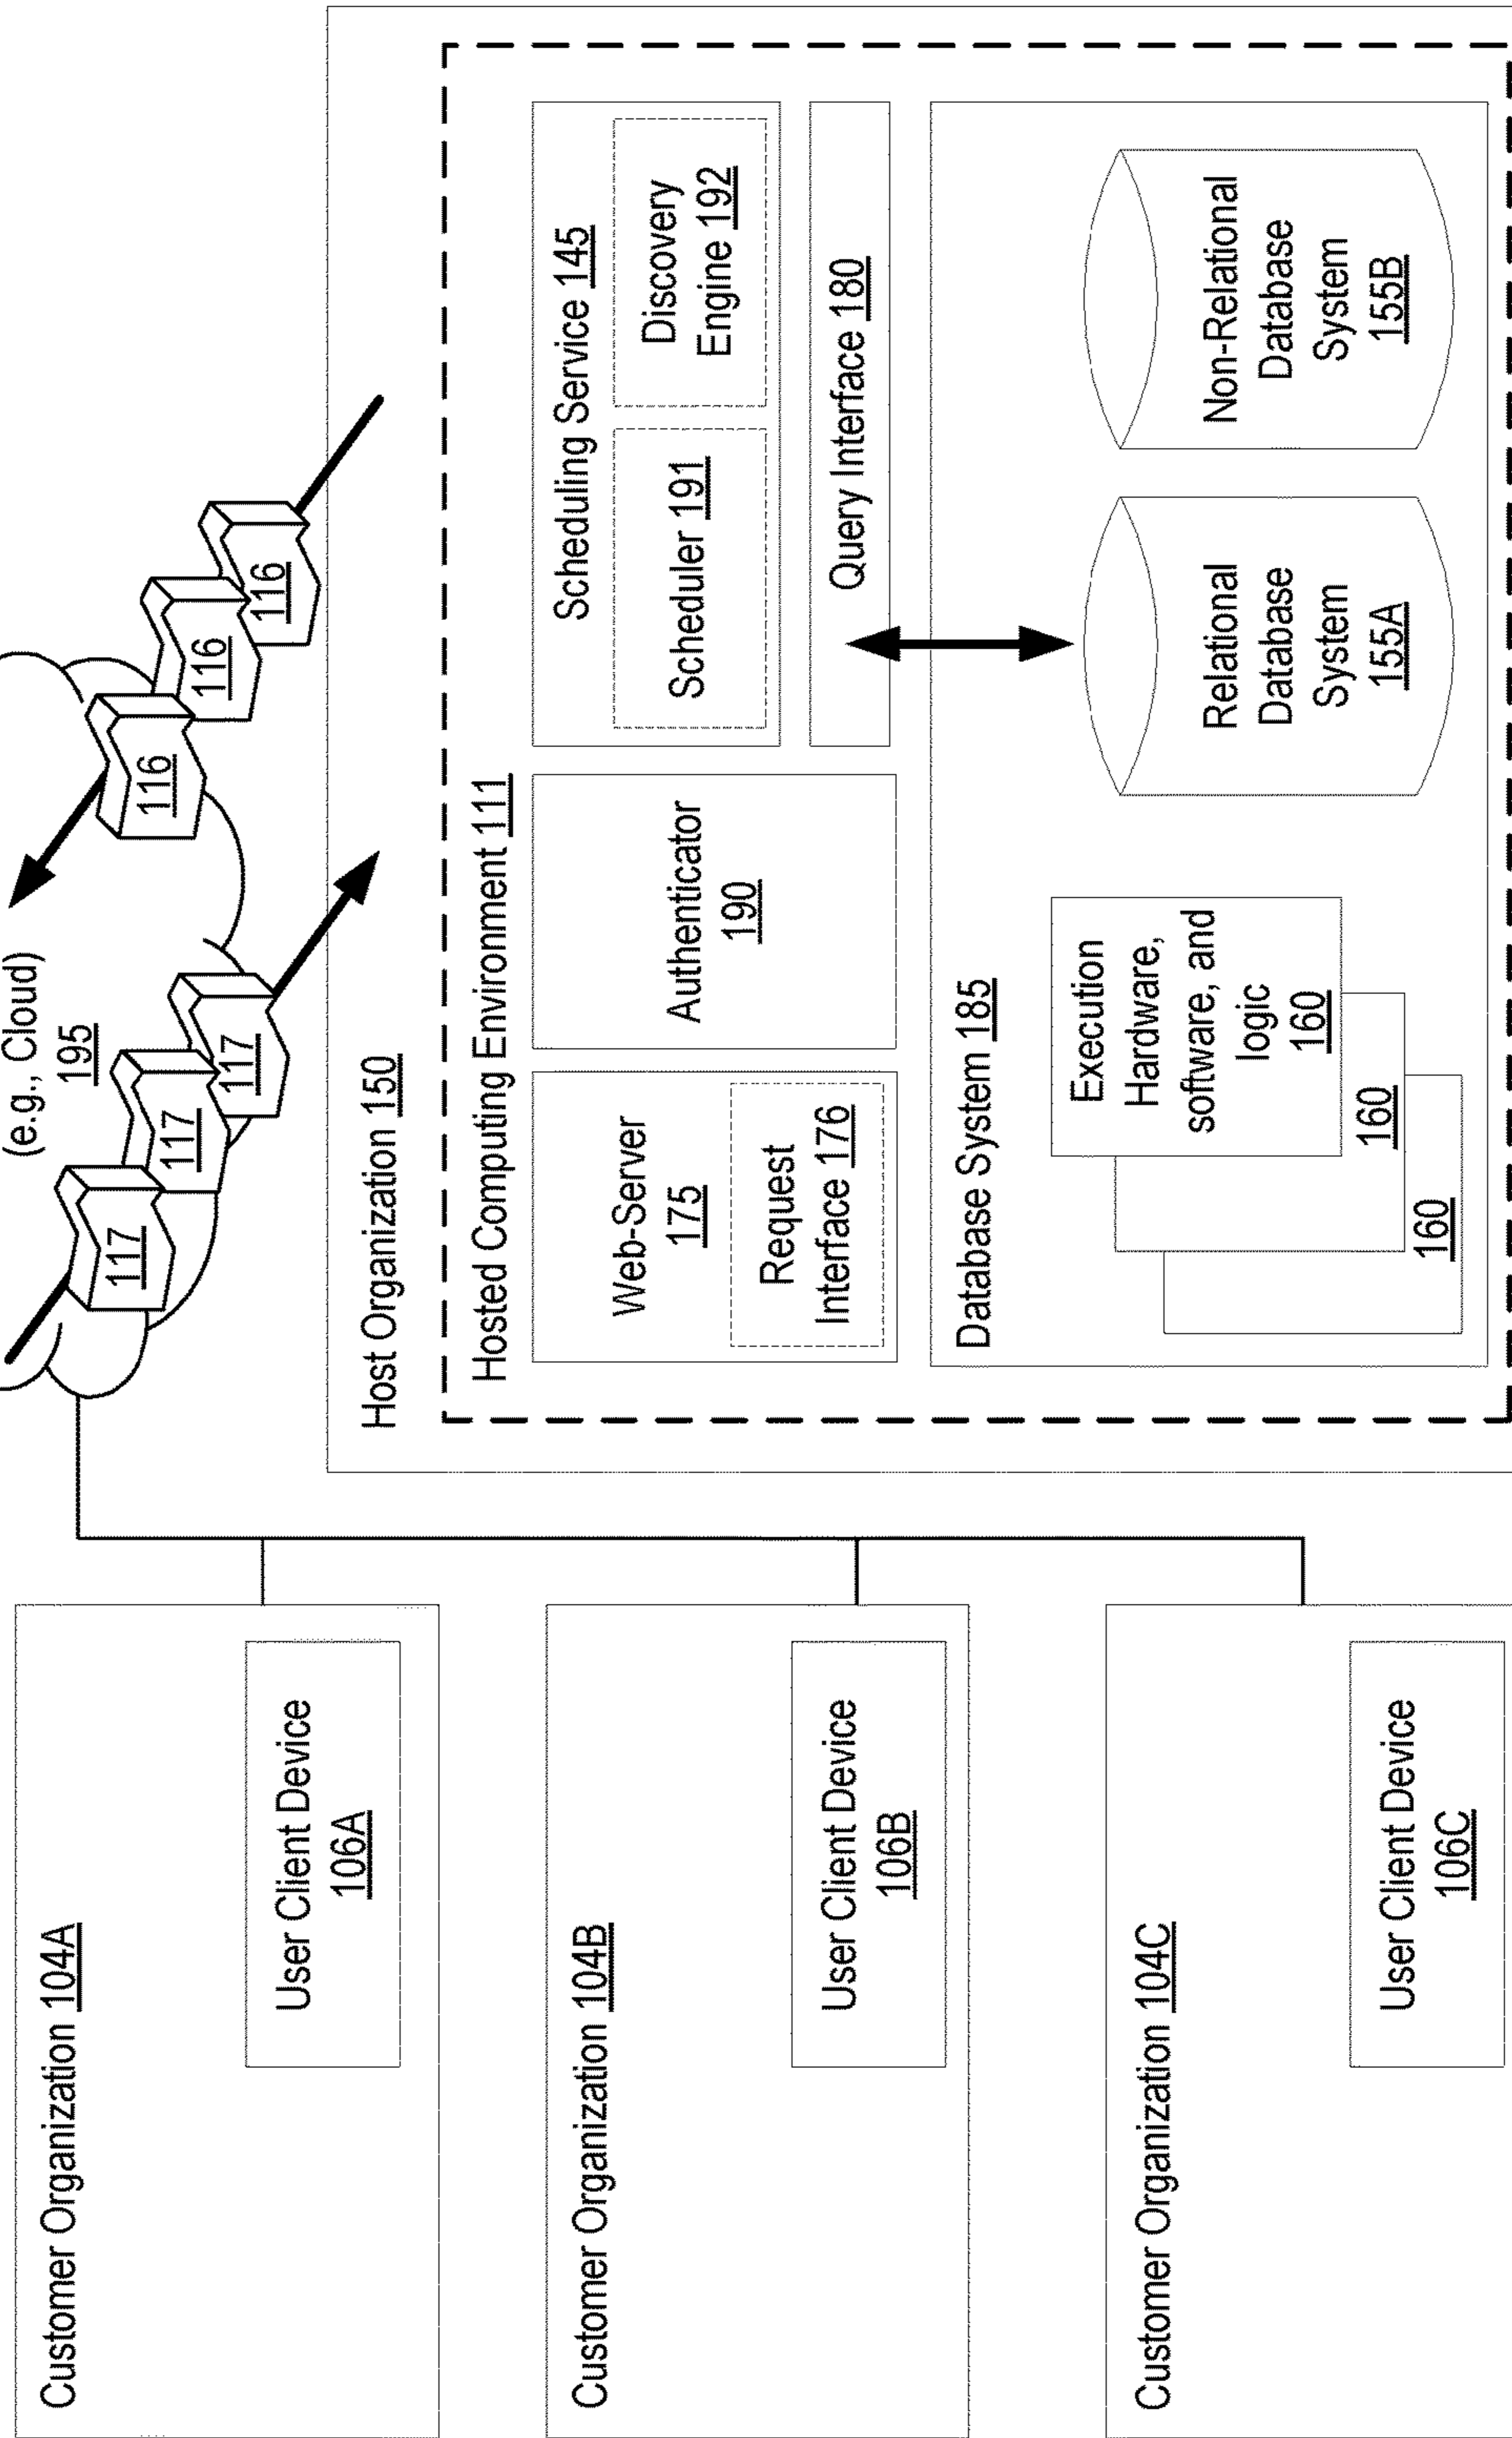 (e.g., Cloud)
195
117
117
117
116
116
116
Customer Organization 104A
User Client Device
106A
Customer Organization 104B
User Client Device
106B
Customer Organization 104C
User Client Device
106C
Host Organization 150
Hosted Computing Environment 111
Web-Server
175
Request
Interface 176
Authenticator
190
Scheduling Service 145
Scheduler 191
Discovery
Engine 192
Query Interface 180
Database System 185
Execution
Hardware,
software, and
logic
160
160
160
Relational
Database
System
155A
Non-Relational
Database
System
155B